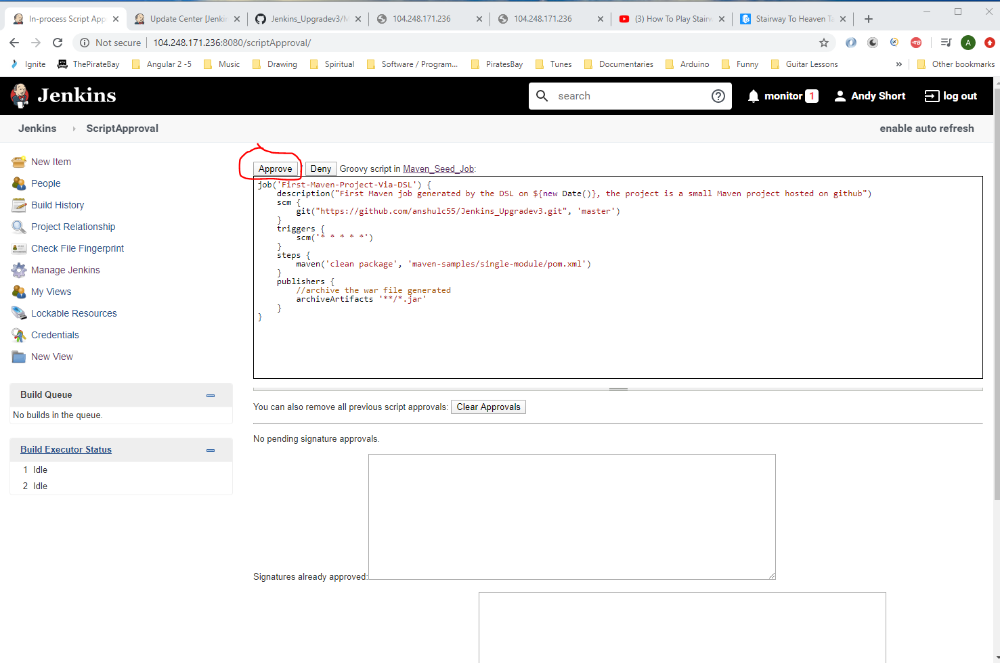 In-process Script App
Update Center [Jenkin
Jenkins_Upgradev3/M
104.248.171.236
104.248.171.236
(3) How To Play Stairw
Stairway To Heaven Ta
Not secure
104.248.171.236:8080/scriptApproval/
A
Ignite
ThePirateBay
Angular 2 -5
Music
Drawing
Spiritual
Software / Program...
PiratesBay
Tunes
Documentaries
Arduino
Funny
Guitar Lessons
»
Other bookmarks
Jenkins
search
monitor 1
Andy Short
log out
Jenkins
ScriptApproval
enable auto refresh
New Item
People
Build History
Project Relationship
Check File Fingerprint
Manage Jenkins
My Views
Lockable Resources
Credentials
New View
Build Queue
No builds in the queue.
Build Executor Status
1 Idle
2 Idle
Approve Deny Groovy script in Maven_Seed_Job:
job('First-Maven-Project-Via-DSL') {
    description("First Maven job generated by the DSL on ${new Date()}, the project is a small Maven project hosted on github")
    scm {
        git("https://github.com/anshulc55/Jenkins_Upgradev3.git", 'master')
    }
    triggers {
        scm('* * * * *')
    }
    steps {
        maven('clean package', 'maven-samples/single-module/pom.xml')
    }
    publishers {
        //archive the war file generated
        archiveArtifacts '**/*.jar'
    }
}
You can also remove all previous script approvals: Clear Approvals
No pending signature approvals.
Signatures already approved: